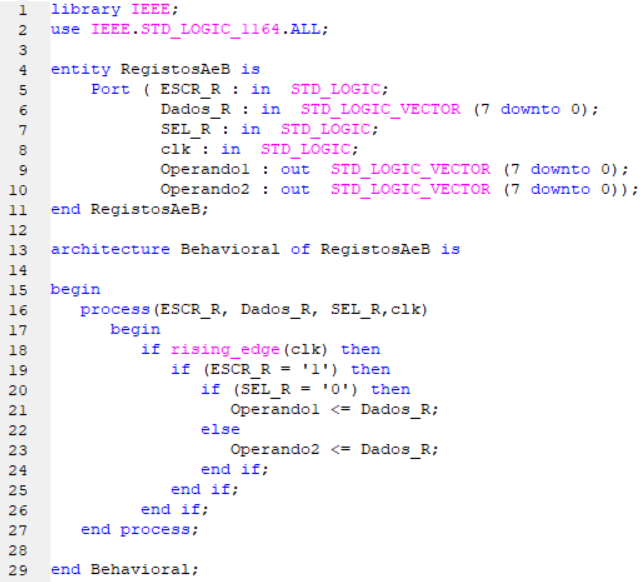 1 library IEEE;
2 use IEEE.STD_LOGIC_1164.ALL;
3
4 entity RegistosAeB is
5     Port ( ESCR_R : in  STD_LOGIC;
6            Dados_R : in  STD_LOGIC_VECTOR (7 downto 0);
7            SEL_R : in  STD_LOGIC;
8            clk : in  STD_LOGIC;
9            Operando1 : out  STD_LOGIC_VECTOR (7 downto 0);
10            Operando2 : out  STD_LOGIC_VECTOR (7 downto 0));
11 end RegistosAeB;
12
13 architecture Behavioral of RegistosAeB is
14
15 begin
16    process(ESCR_R, Dados_R, SEL_R,clk)
17       begin
18          if rising_edge(clk) then
19             if (ESCR_R = '1') then
20                if (SEL_R = '0') then
21                   Operando1 <= Dados_R;
22                else
23                   Operando2 <= Dados_R;
24                end if;
25             end if;
26          end if;
27    end process;
28
29 end Behavioral;